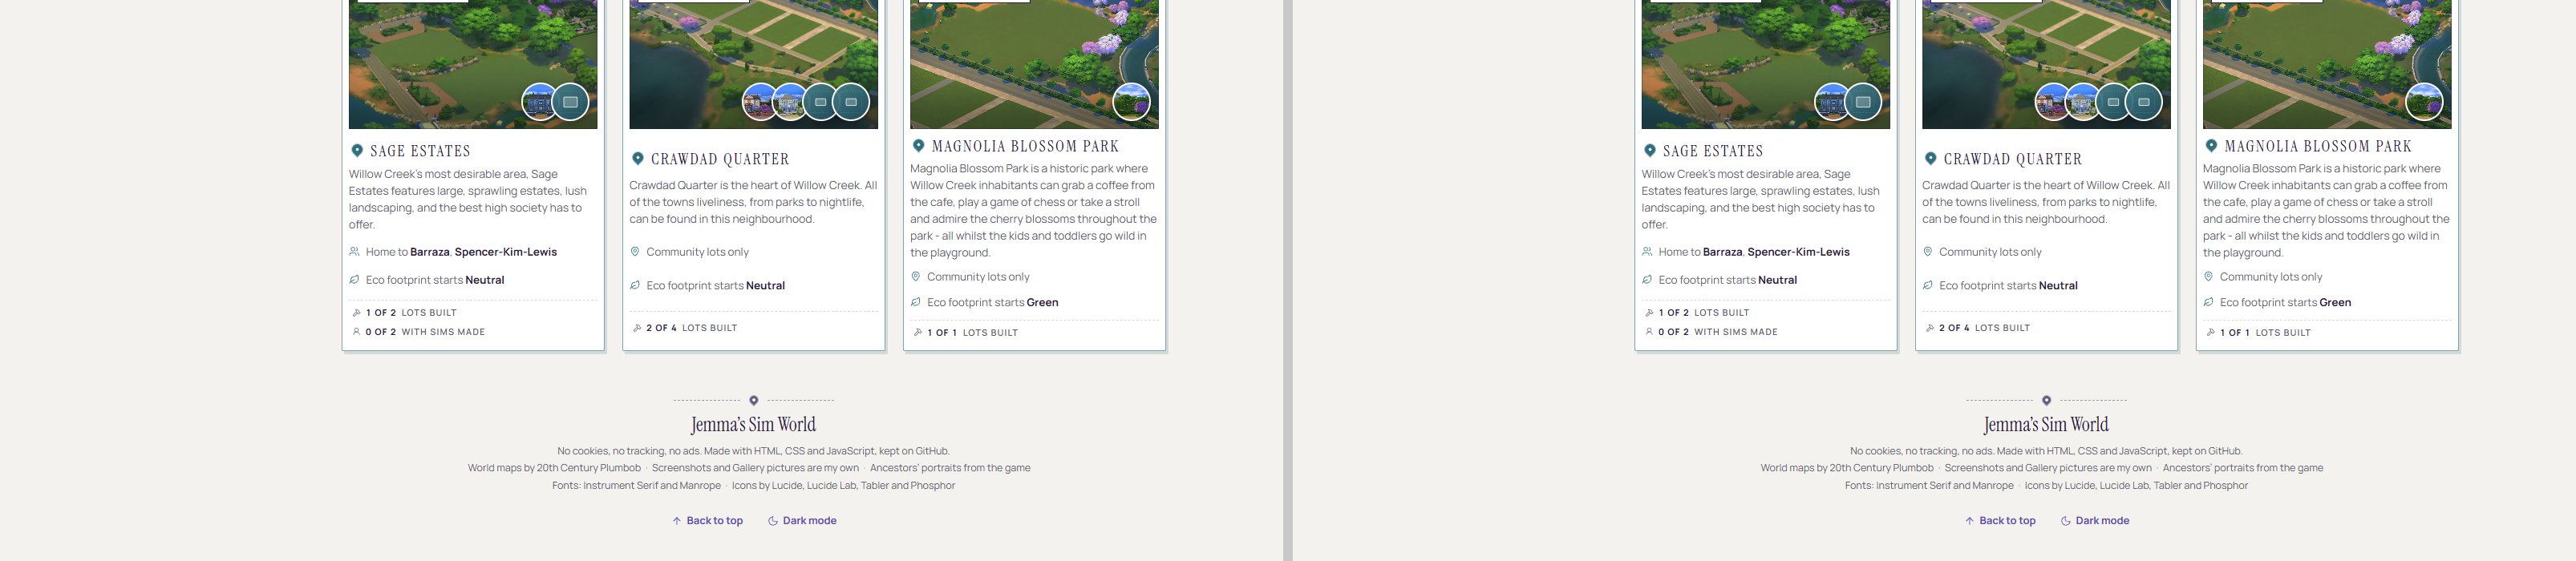 SAGE ESTATES
Willow Creek's most desirable area, Sage
Estates features large, sprawling estates, lush
landscaping, and the best high society has to
offer.
Home to Barraza, Spencer-Kim-Lewis
Eco footprint starts Neutral
1 OF 2 LOTS BUILT
0 OF 2 WITH SIMS MADE
CRAWDAD QUARTER
Crawdad Quarter is the heart of Willow Creek. All
of the towns liveliness, from parks to nightlife,
can be found in this neighbourhood.
Community lots only
Eco footprint starts Neutral
2 OF 4 LOTS BUILT
MAGNOLIA BLOSSOM PARK
Magnolia Blossom Park is a historic park where
Willow Creek inhabitants can grab a coffee from
the cafe, play a game of chess or take a stroll
and admire the cherry blossoms throughout the
park - all whilst the kids and toddlers go wild in
the playground.
Community lots only
Eco footprint starts Green
1 OF 1 LOTS BUILT
Jemma's Sim World
No cookies, no tracking, no ads. Made with HTML, CSS and JavaScript, kept on GitHub.
World maps by 20th Century Plumbob · Screenshots and Gallery pictures are my own · Ancestors' portraits from the game
Fonts: Instrument Serif and Manrope · Icons by Lucide, Lucide Lab, Tabler and Phosphor
Back to top
Dark mode
SAGE ESTATES
Willow Creek's most desirable area, Sage
Estates features large, sprawling estates, lush
landscaping, and the best high society has to
offer.
Home to Barraza, Spencer-Kim-Lewis
Eco footprint starts Neutral
1 OF 2 LOTS BUILT
0 OF 2 WITH SIMS MADE
CRAWDAD QUARTER
Crawdad Quarter is the heart of Willow Creek. All
of the towns liveliness, from parks to nightlife,
can be found in this neighbourhood.
Community lots only
Eco footprint starts Neutral
2 OF 4 LOTS BUILT
MAGNOLIA BLOSSOM PARK
Magnolia Blossom Park is a historic park where
Willow Creek inhabitants can grab a coffee from
the cafe, play a game of chess or take a stroll
and admire the cherry blossoms throughout the
park - all whilst the kids and toddlers go wild in
the playground.
Community lots only
Eco footprint starts Green
1 OF 1 LOTS BUILT
Jemma's Sim World
No cookies, no tracking, no ads. Made with HTML, CSS and JavaScript, kept on GitHub.
World maps by 20th Century Plumbob · Screenshots and Gallery pictures are my own · Ancestors' portraits from the game
Fonts: Instrument Serif and Manrope · Icons by Lucide, Lucide Lab, Tabler and Phosphor
Back to top
Dark mode